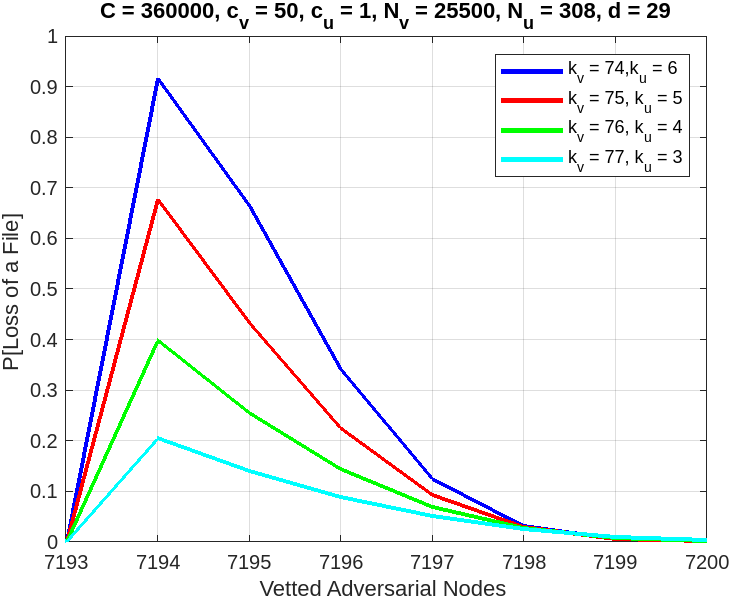 C = 360000, c_v = 50, c_u = 1, N_v = 25500, N_u = 308, d = 29
1
0.9
0.8
0.7
0.6
0.5
0.4
0.3
0.2
0.1
0
P[Loss of a File]
k_v = 74,k_u = 6
k_v = 75, k_u = 5
k_v = 76, k_u = 4
k_v = 77, k_u = 3
7193 7194 7195 7196 7197 7198 7199 7200
Vetted Adversarial Nodes